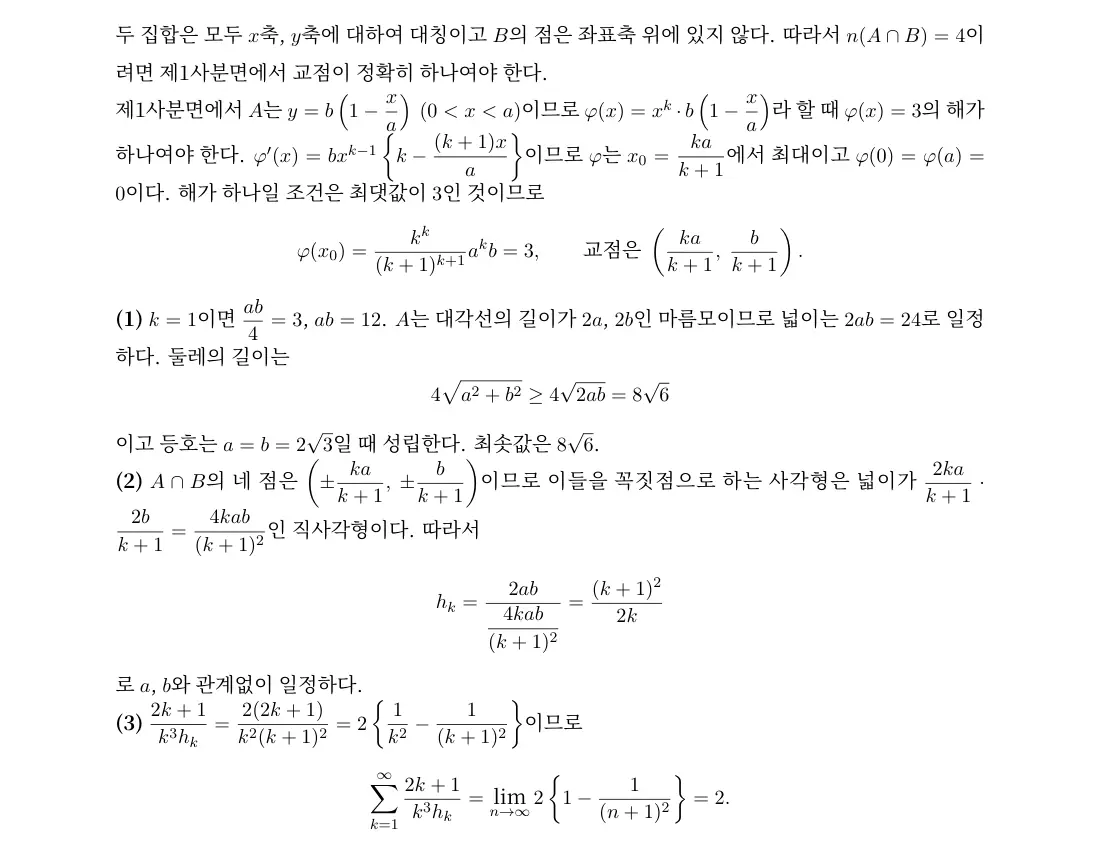 두 집합은 모두 x축, y축에 대하여 대칭이고 B의 점은 좌표축 위에 있지 않다. 따라서 n(A ∩ B) = 4이
려면 제1사분면에서 교점이 정확히 하나여야 한다.
제1사분면에서 A는 y = b(1 − x/a) (0 < x < a)이므로 φ(x) = x^k · b(1 − x/a)라 할 때 φ(x) = 3의 해가
하나여야 한다. φ′(x) = bx^{k−1}{k − (k + 1)x/a}이므로 φ는 x₀ = ka/(k + 1)에서 최대이고 φ(0) = φ(a) =
0이다. 해가 하나일 조건은 최댓값이 3인 것이므로
φ(x₀) = k^k/(k + 1)^{k+1} a^k b = 3, 교점은 (ka/(k + 1), b/(k + 1)).
(1) k = 1이면 ab/4 = 3, ab = 12. A는 대각선의 길이가 2a, 2b인 마름모이므로 넓이는 2ab = 24로 일정
하다. 둘레의 길이는
4√(a² + b²) ≥ 4√(2ab) = 8√6
이고 등호는 a = b = 2√3일 때 성립한다. 최솟값은 8√6.
(2) A ∩ B의 네 점은 (±ka/(k + 1), ±b/(k + 1))이므로 이들을 꼭짓점으로 하는 사각형은 넓이가 2ka/(k + 1) ·
2b/(k + 1) = 4kab/(k + 1)²인 직사각형이다. 따라서
h_k = 2ab/(4kab/(k + 1)²) = (k + 1)²/2k
로 a, b와 관계없이 일정하다.
(3) (2k + 1)/(k³h_k) = 2(2k + 1)/(k²(k + 1)²) = 2{1/k² − 1/(k + 1)²}이므로
∑_{k=1}^{∞} (2k + 1)/(k³h_k) = lim_{n→∞} 2{1 − 1/(n + 1)²} = 2.